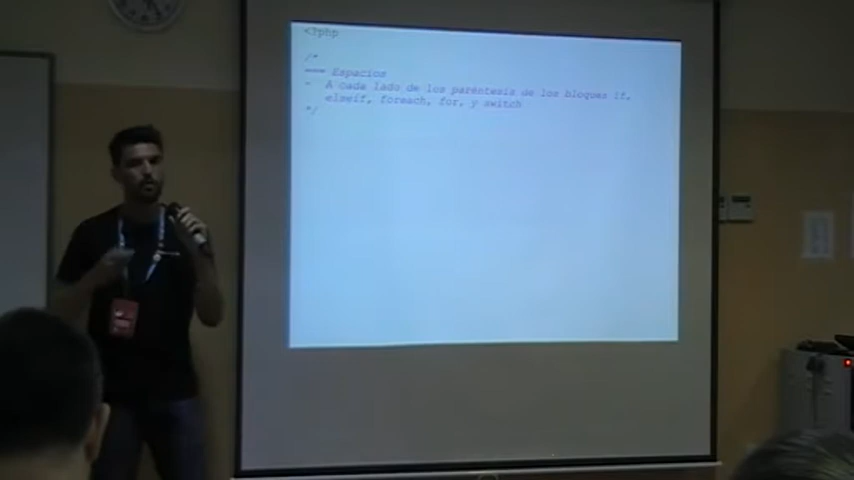 <?php
/*
=== Espacios
- A cada lado de los paréntesis de los bloques if,
elseif, foreach, for, y switch
*/